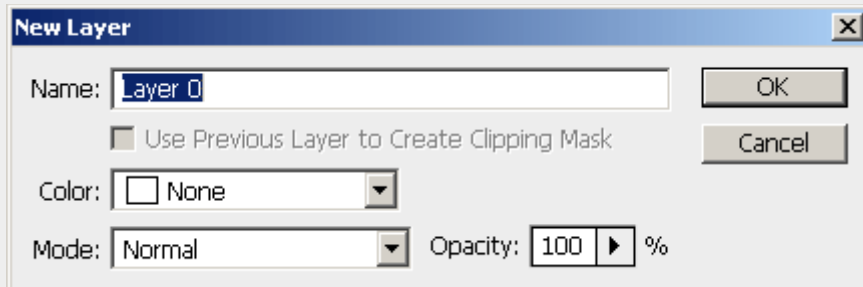 New Layer
Name: Layer 0
OK
Use Previous Layer to Create Clipping Mask
Cancel
Color: None
Mode: Normal Opacity: 100 %